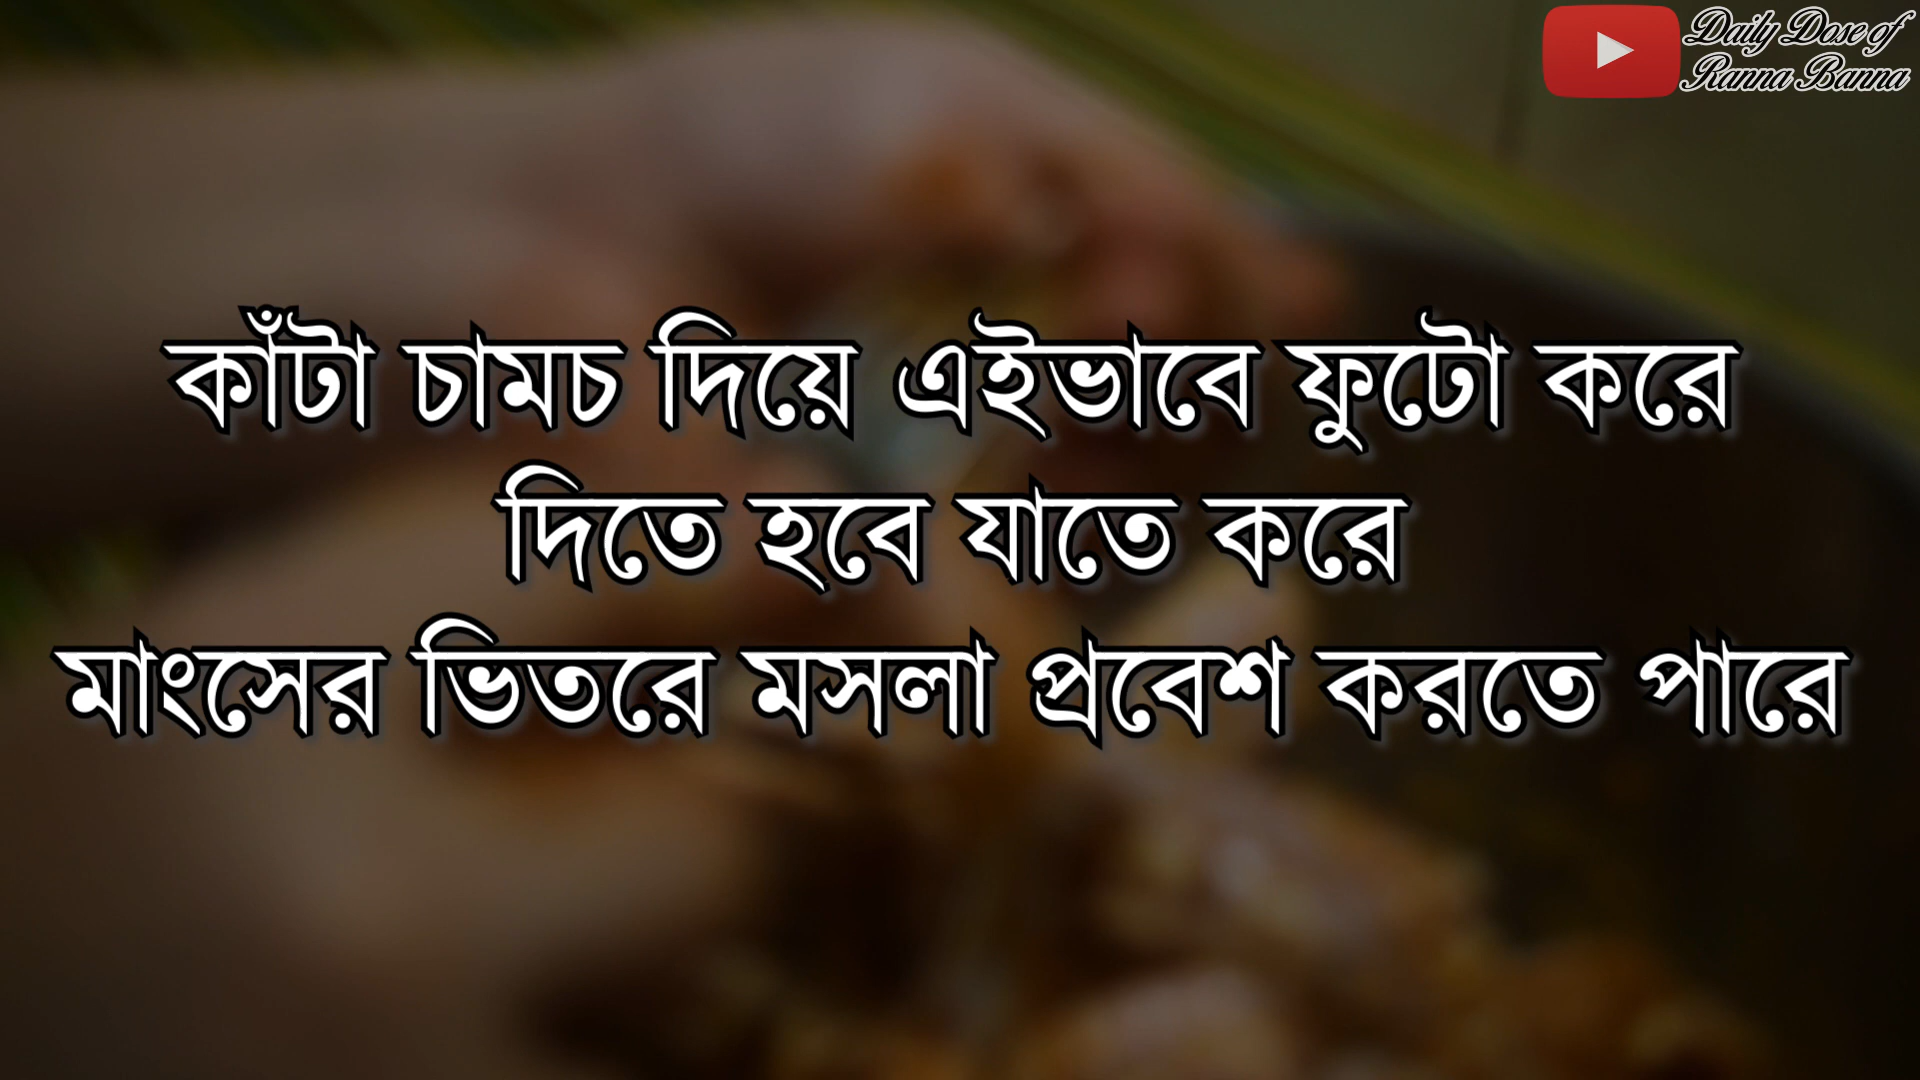 Daily Dose of
Ranna Banna
কাঁটা চামচ দিয়ে এইভাবে ফুটো করে
দিতে হবে যাতে করে
মাংসের ভিতরে মসলা প্রবেশ করতে পারে